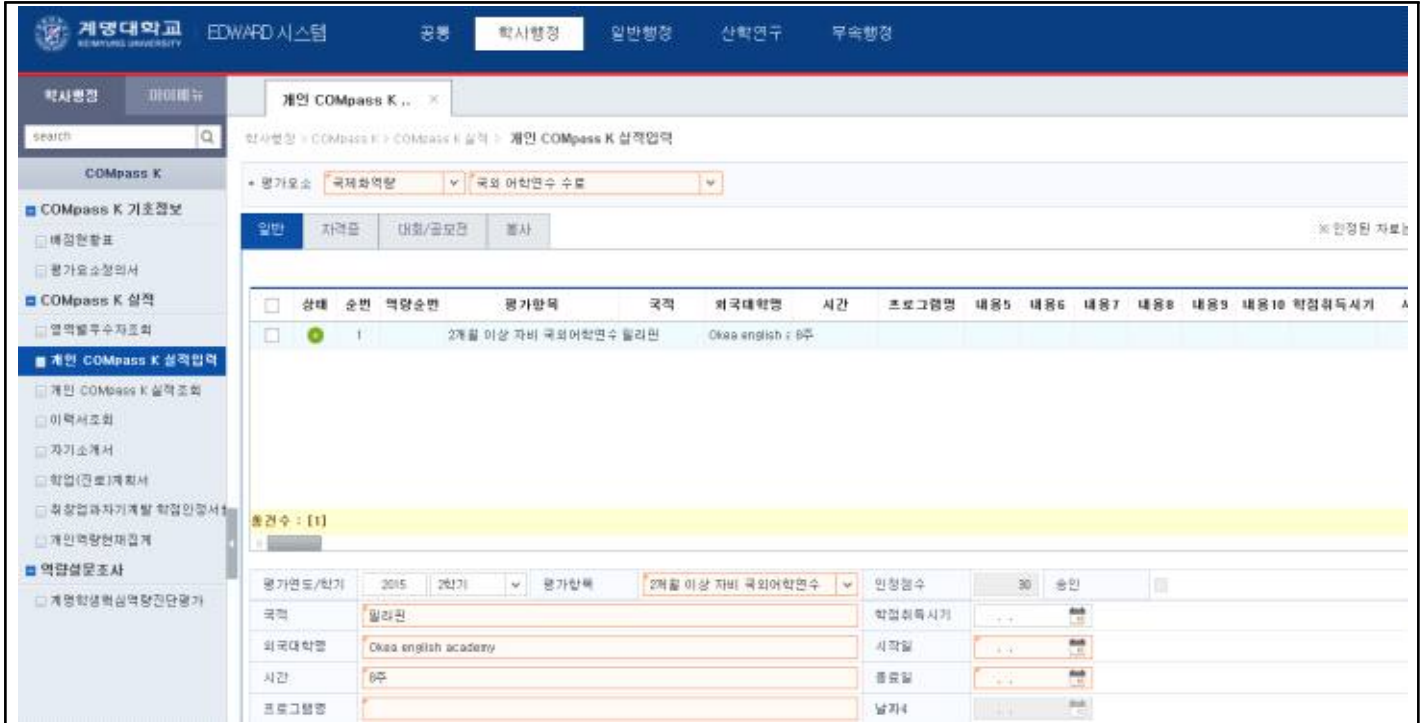 계명대학교 EDWARD 시스템 공통 학사행정 일반행정 산학연구 부속행정
KEIMYUNG UNIVERSITY
학사행정 마이메뉴 개인 COMpass K .. ×
search 학사행정 > COMpass K > COMpass K 실적 > 개인 COMpass K 실적입력
COMpass K
평가요소 국제화역량 국외 어학연수 수료
COMpass K 기초정보
일반 자격증 대회/공모전 봉사 ※ 인정된 자료는
배점현황표
평가요소정의서
COMpass K 실적
상태 순번 역량순번 평가항목 국적 외국대학명 시간 프로그램명 내용5 내용6 내용7 내용8 내용9 내용10 학점취득시기
영역별우수자조회
1 2개월 이상 자비 국외어학연수 필리핀 Okea english 8주
개인 COMpass K 실적입력
개인 COMpass K 실적조회
이력서조회
자기소개서
학업(진로)계획서
취창업과자기계발 학점인정서
총건수 : [1]
개인역량현재집계
역량설문조사
평가연도/학기 2015 2학기 평가항목 2개월 이상 자비 국외어학연수 인정점수 30 승인
계명학생핵심역량진단평가
국적 필리핀 학점취득시기 . .
외국대학명 Okea english academy 시작일 . .
시간 8주 종료일 . .
프로그램명 날짜4 . .